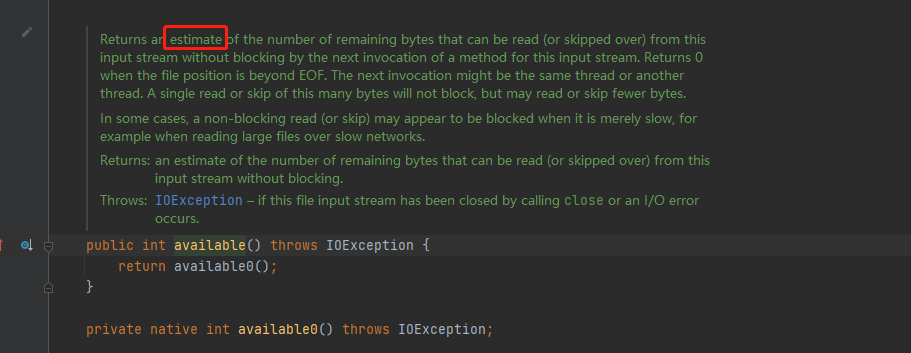 Returns an estimate of the number of remaining bytes that can be read (or skipped over) from this
input stream without blocking by the next invocation of a method for this input stream. Returns 0
when the file position is beyond EOF. The next invocation might be the same thread or another
thread. A single read or skip of this many bytes will not block, but may read or skip fewer bytes.
In some cases, a non-blocking read (or skip) may appear to be blocked when it is merely slow, for
example when reading large files over slow networks.
Returns: an estimate of the number of remaining bytes that can be read (or skipped over) from this
input stream without blocking.
Throws: IOException – if this file input stream has been closed by calling close or an I/O error
occurs.
public int available() throws IOException {
return available0();
}
private native int available0() throws IOException;